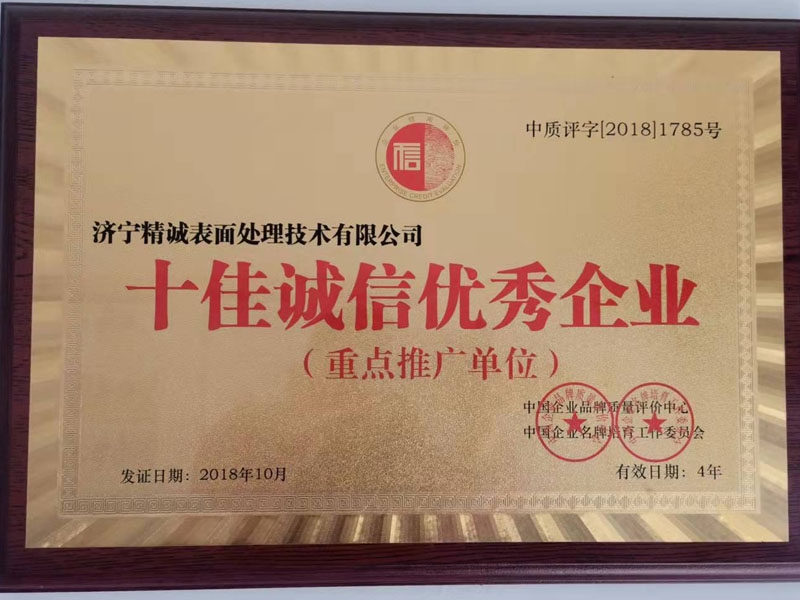 中质评字[2018]1785号
信
ENTERPRISE CREDIT EVALUATION
济宁精诚表面处理技术有限公司
十佳诚信优秀企业
（重点推广单位）
中国企业品牌质量评价中心
中国企业名牌培育工作委员会
发证日期：2018年10月
有效日期：4年